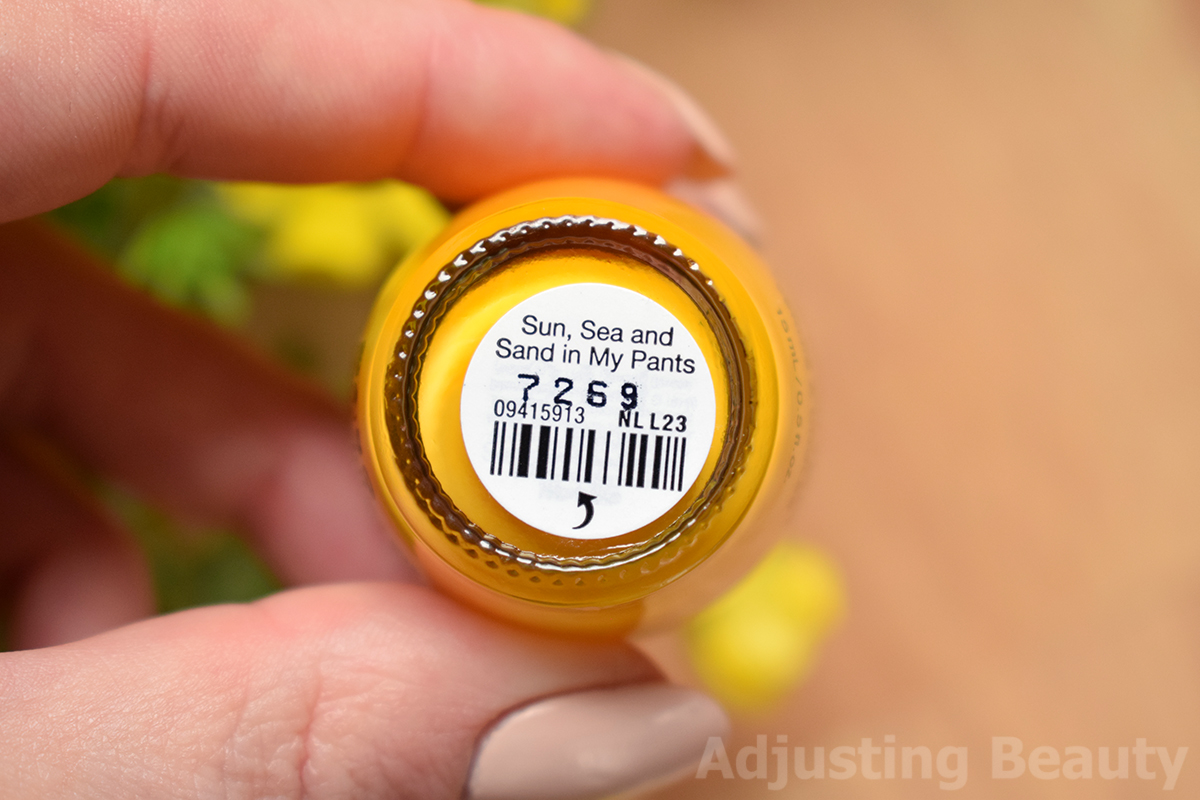 Sun, Sea and
Sand in My Pants
7269
09415913 NL L23
Adjusting Beauty